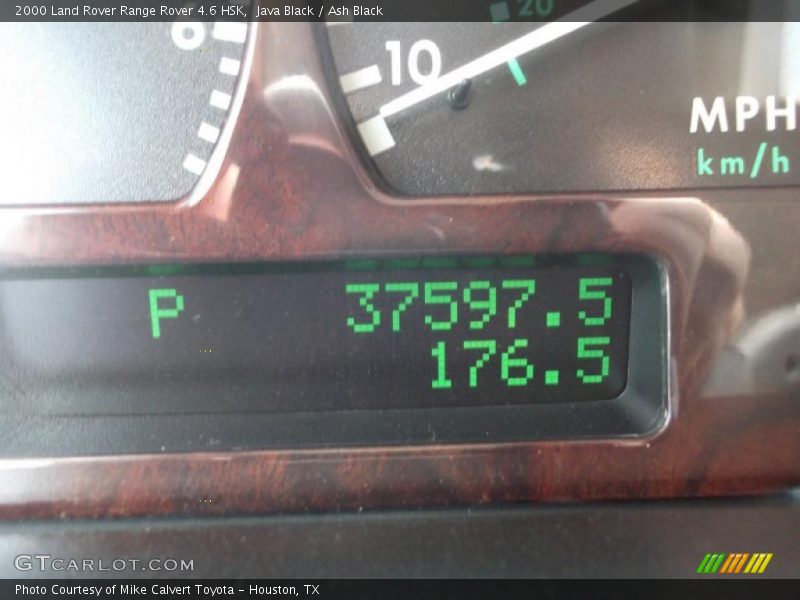 2000 Land Rover Range Rover 4.6 HSK,  Java Black / Ash Black
6
20
10
MPH
km/h
P 37597.5
176.5
GTCARLOT.COM
Photo Courtesy of Mike Calvert Toyota - Houston, TX